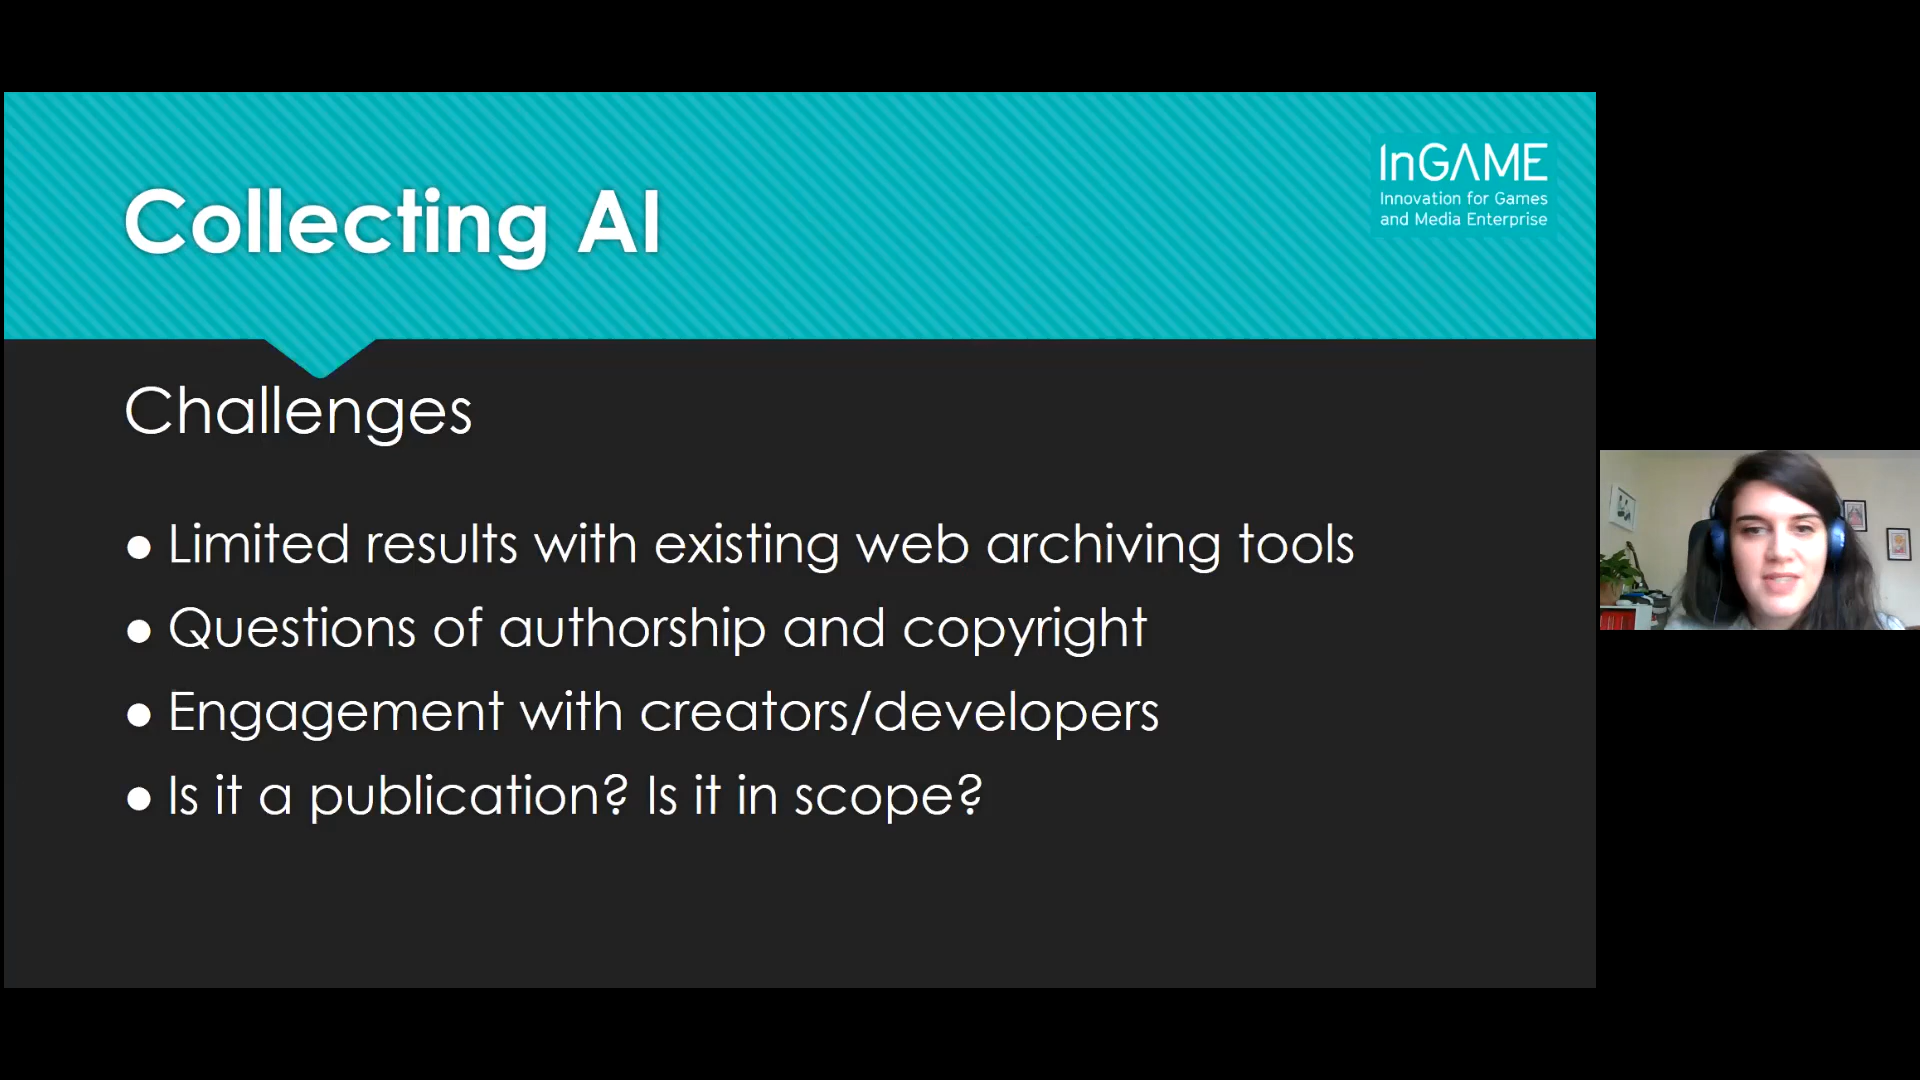 Collecting AI
InGAME
Innovation for Games
and Media Enterprise
Challenges
● Limited results with existing web archiving tools
● Questions of authorship and copyright
● Engagement with creators/developers
● Is it a publication? Is it in scope?